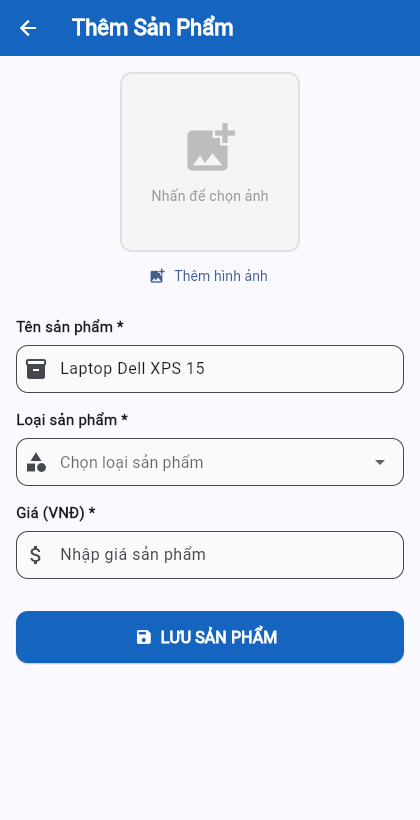 Thêm Sản Phẩm
Nhấn để chọn ảnh
Thêm hình ảnh
Tên sản phẩm *
Laptop Dell XPS 15
Loại sản phẩm *
Chọn loại sản phẩm
Giá (VNĐ) *
Nhập giá sản phẩm
LƯU SẢN PHẨM